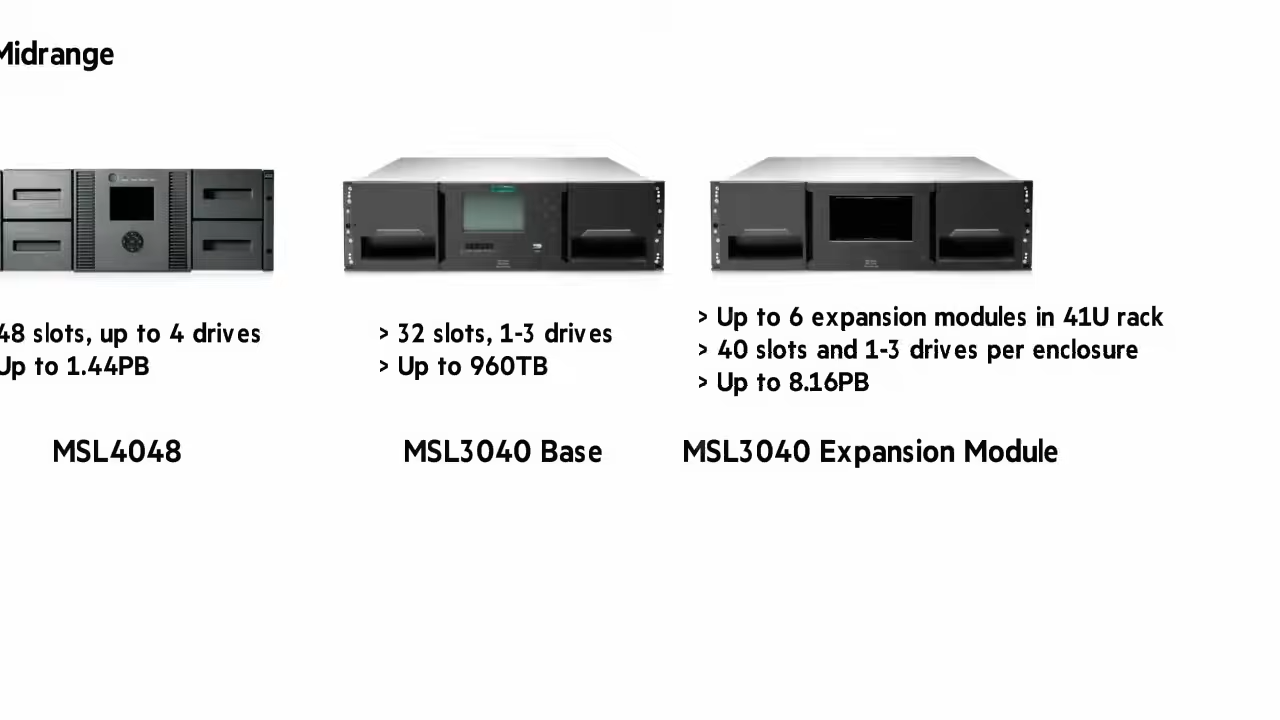 Midrange
48 slots, up to 4 drives
Up to 1.44PB
MSL4048
> 32 slots, 1-3 drives
> Up to 960TB
MSL3040 Base
> Up to 6 expansion modules in 41U rack
> 40 slots and 1-3 drives per enclosure
> Up to 8.16PB
MSL3040 Expansion Module